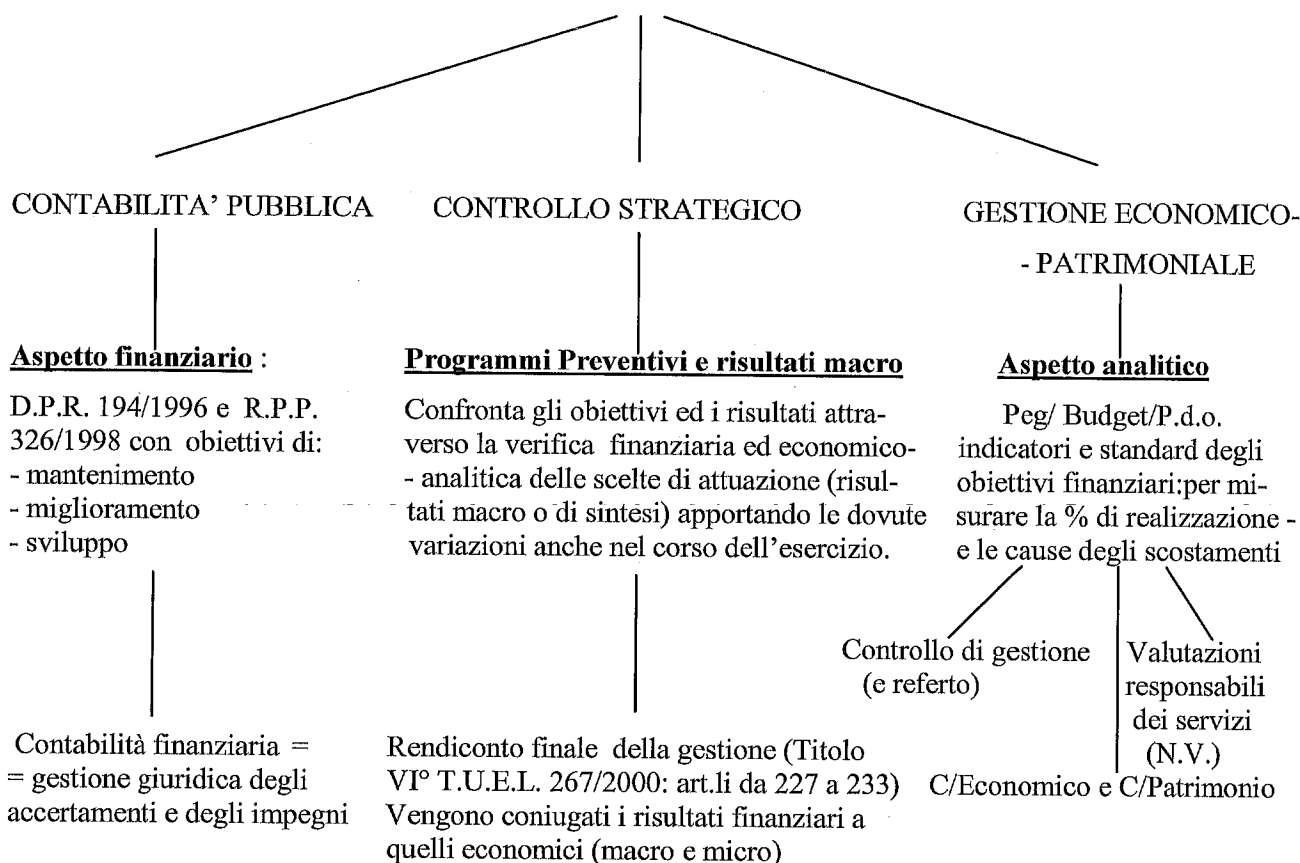 CONTABILITA’ PUBBLICA
CONTROLLO STRATEGICO
GESTIONE ECONOMICO-
- PATRIMONIALE
Aspetto finanziario :
D.P.R. 194/1996 e R.P.P.
326/1998 con obiettivi di:
- mantenimento
- miglioramento
- sviluppo
Programmi Preventivi e risultati macro
Confronta gli obiettivi ed i risultati attra-
verso la verifica finanziaria ed economico-
- analitica delle scelte di attuazione (risul-
tati macro o di sintesi) apportando le dovute
variazioni anche nel corso dell’esercizio.
Aspetto analitico
Peg/ Budget/P.d.o.
indicatori e standard degli
obiettivi finanziari:per mi-
surare la % di realizzazione -
e le cause degli scostamenti
Controllo di gestione
(e referto)
Valutazioni
responsabili
dei servizi
(N.V.)
Contabilità finanziaria =
= gestione giuridica degli
accertamenti e degli impegni
Rendiconto finale della gestione (Titolo
VI° T.U.E.L. 267/2000: art.li da 227 a 233)
Vengono coniugati i risultati finanziari a
quelli economici (macro e micro)
C/Economico e C/Patrimonio